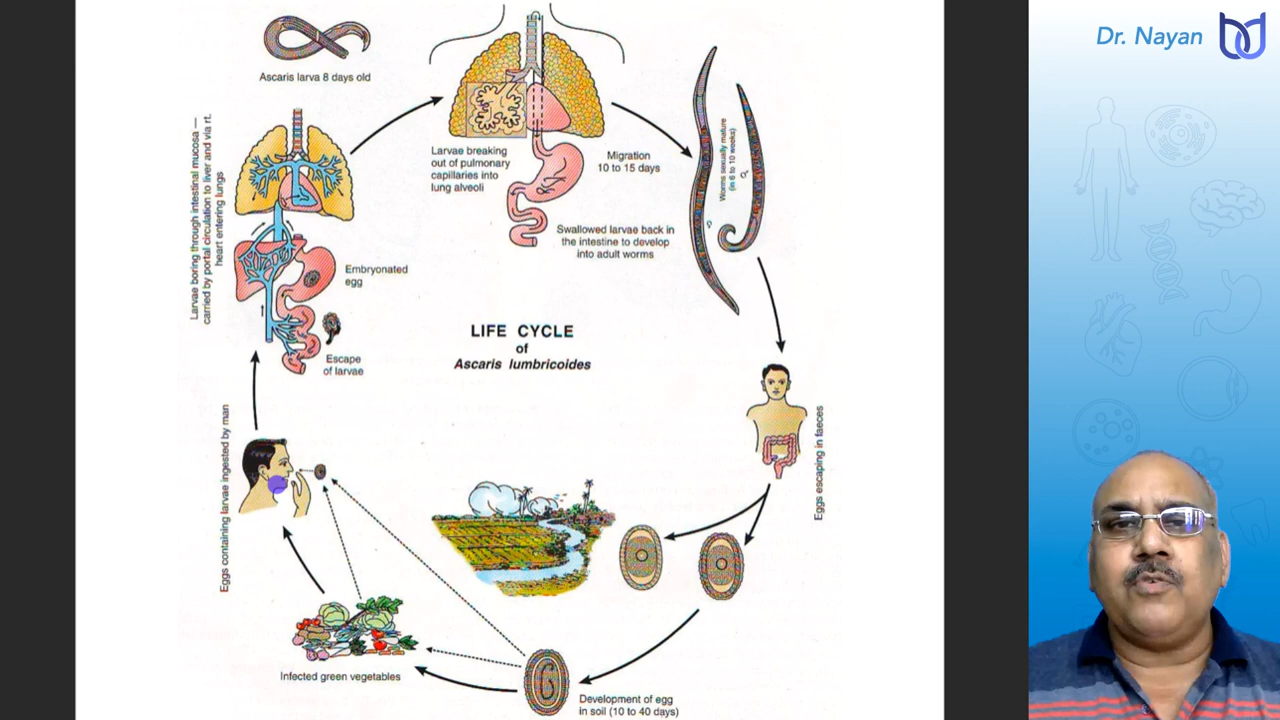 Dr. Nayan
Ascaris larva 8 days old
Larvae boring through intestinal mucosa —
carried by portal circulation to liver and via rt.
heart entering lungs
Larvae breaking
out of pulmonary
capillaries into
lung alveoli
Migration
10 to 15 days
Worms sexually mature
(in 6 to 10 weeks)
Swallowed larvae back in
the intestine to develop
into adult worms
Embryonated
egg
Escape
of larvae
LIFE CYCLE
of
Ascaris lumbricoides
Eggs containing larvae ingested by man
Eggs escaping in faeces
Infected green vegetables
Development of egg
in soil (10 to 40 days)